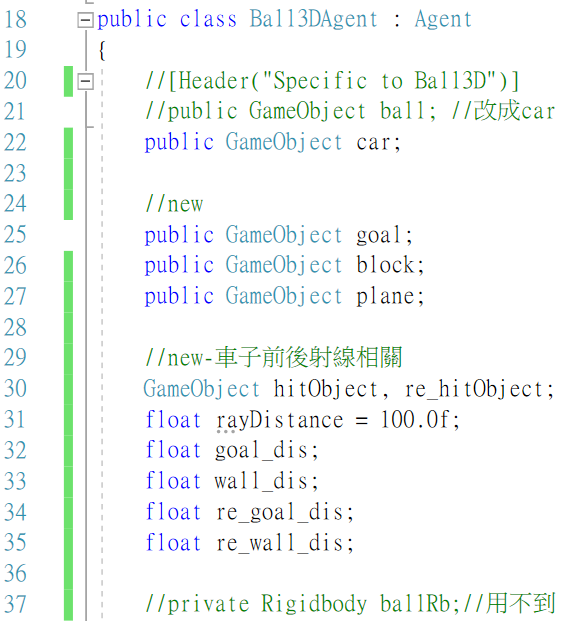 18 public class Ball3DAgent : Agent
19 {
20 //[Header("Specific to Ball3D")]
21 //public GameObject ball; //改成car
22 public GameObject car;
23
24 //new
25 public GameObject goal;
26 public GameObject block;
27 public GameObject plane;
28
29 //new-車子前後射線相關
30 GameObject hitObject, re_hitObject;
31 float rayDistance = 100.0f;
32 float goal_dis;
33 float wall_dis;
34 float re_goal_dis;
35 float re_wall_dis;
36
37 //private Rigidbody ballRb;//用不到